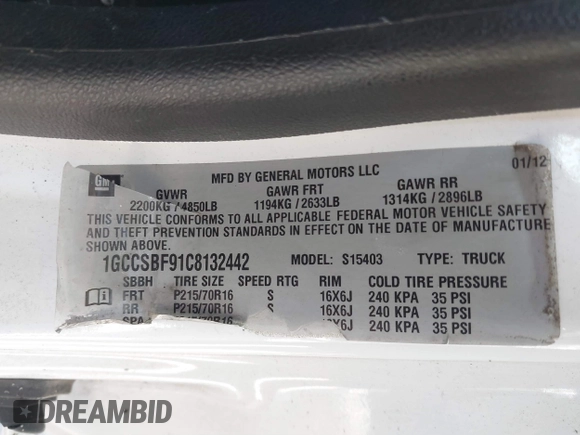 GM
MFD BY GENERAL MOTORS LLC 01/12
GVWR GAWR FRT GAWR RR
2200KG / 4850LB 1194KG / 2633LB 1314KG / 2896LB
THIS VEHICLE CONFORMS TO ALL APPLICABLE FEDERAL MOTOR VEHICLE SAFETY
AND THEFT PREVENTION STANDARDS IN EFFECT ON THE DATE OF MANUFACTURE
SHOWN ABOVE.
1GCCSBF91C8132442 MODEL: S15403 TYPE: TRUCK
SBBH TIRE SIZE SPEED RTG RIM COLD TIRE PRESSURE
FRT P215/70R16 S 16X6J 240 KPA 35 PSI
RR P215/70R16 S 16X6J 240 KPA 35 PSI
SPA P215/70R16 16X6J 240 KPA 35 PSI
DREAMBID